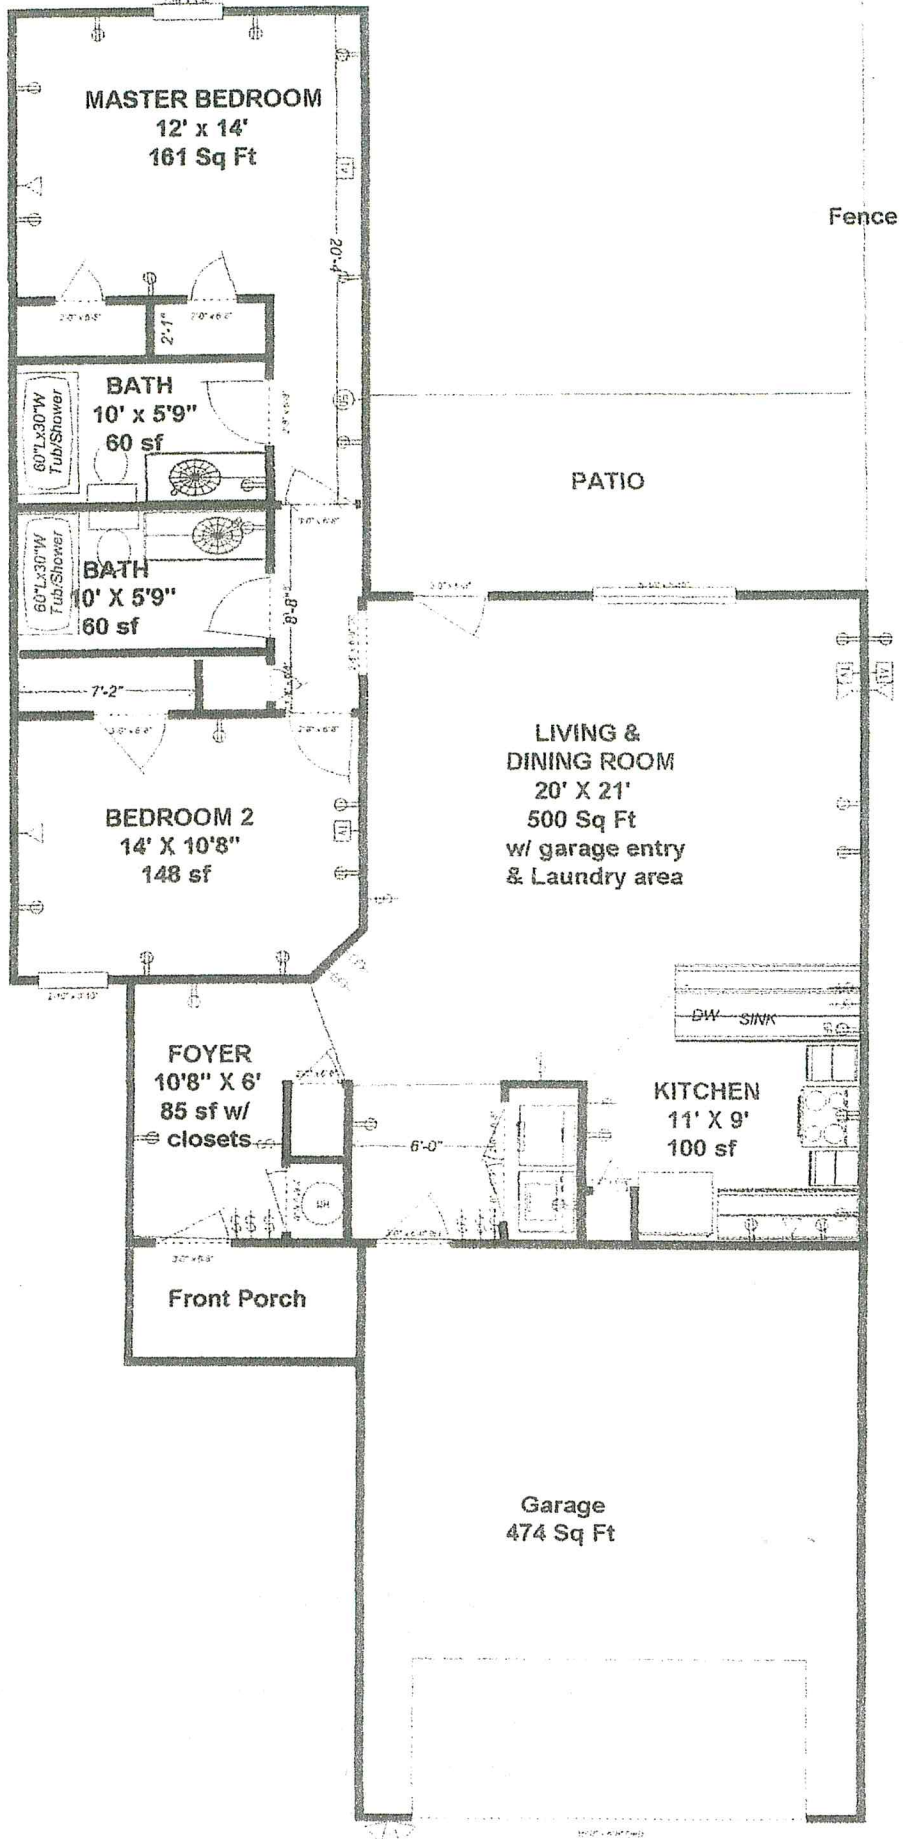 MASTER BEDROOM
12' x 14'
161 Sq Ft
TV
20'-4"
Fence
2'-1"
BATH
10' x 5'9"
60 sf
60"Lx30"W
Tub/Shower
PATIO
BATH
0' X 5'9"
60 sf
60"Lx30"W
Tub/Shower
8'-8"
7'-2"
LIVING &
DINING ROOM
20' X 21'
500 Sq Ft
w/ garage entry
& Laundry area
BEDROOM 2
14' X 10'8"
148 sf
TV
DW
SINK
FOYER
10'8" X 6'
85 sf w/
closets
6'-0"
KITCHEN
11' X 9'
100 sf
WH
$ $ $
$ $ $
Front Porch
Garage
474 Sq Ft